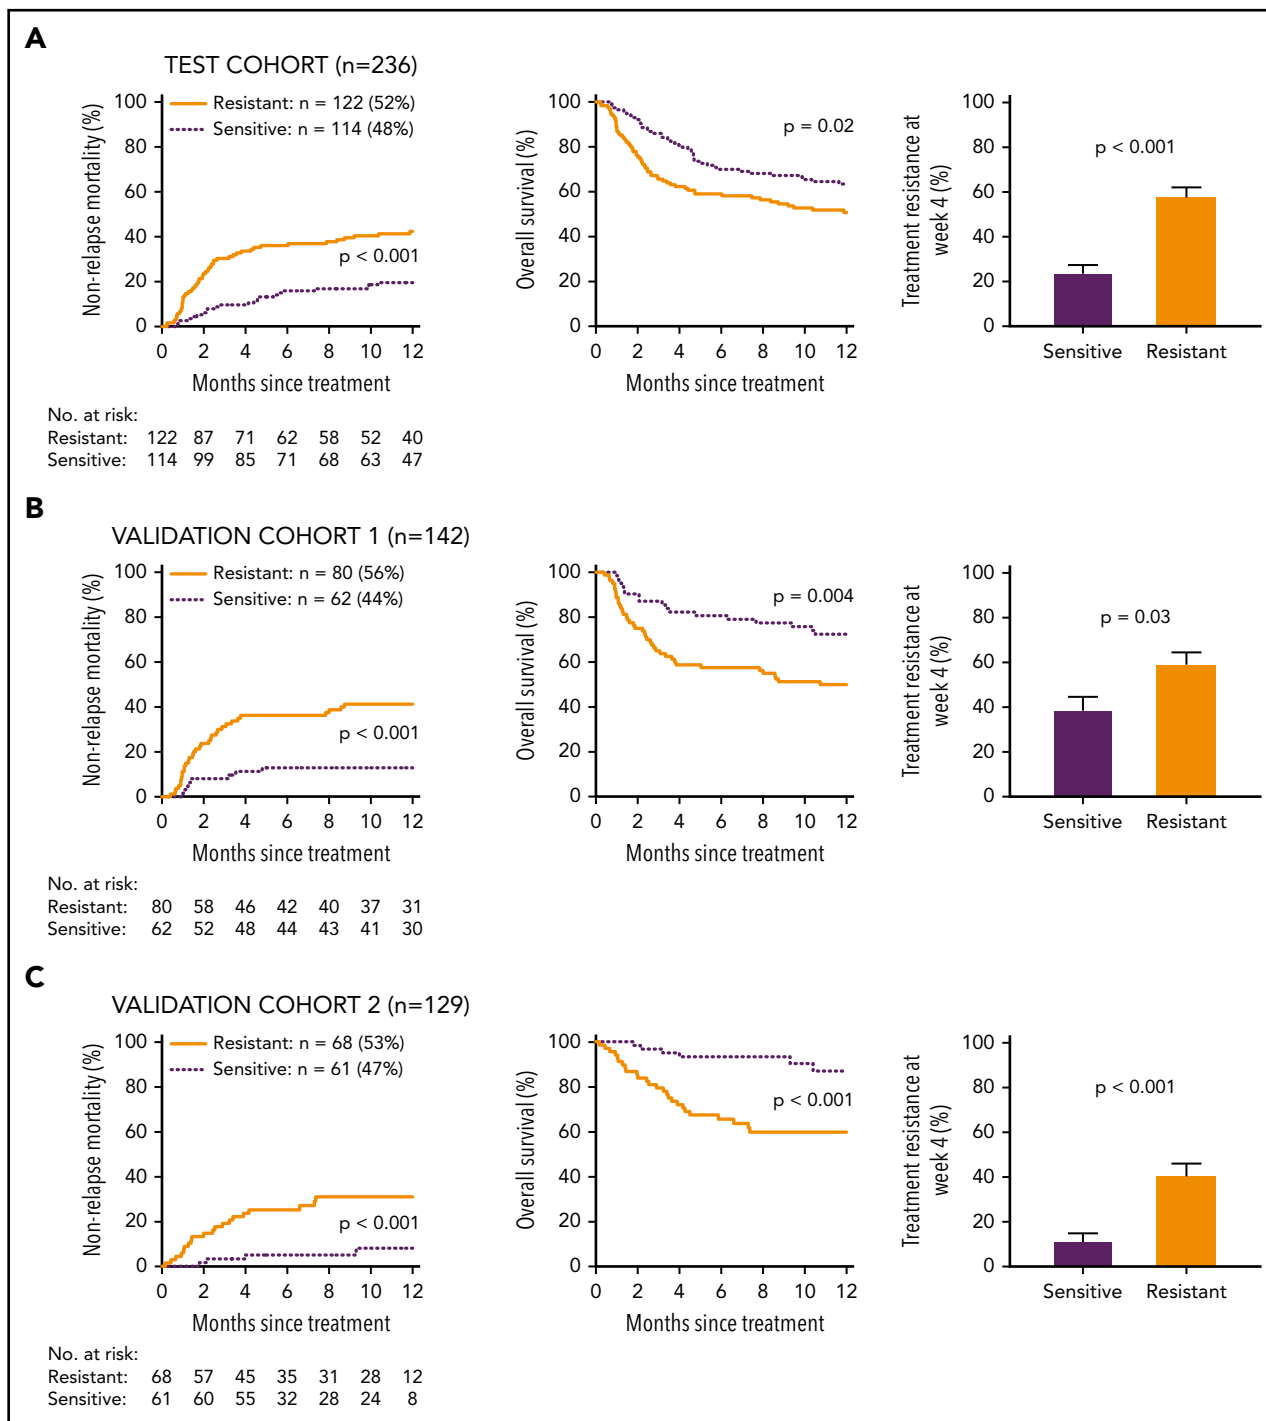 A
TEST COHORT (n=236)
Non-relapse mortality (%)
100
80
60
40
20
0
Resistant: n = 122 (52%)
Sensitive: n = 114 (48%)
p < 0.001
0 2 4 6 8 10 12
Months since treatment
No. at risk:
Resistant: 122 87 71 62 58 52 40
Sensitive: 114 99 85 71 68 63 47
Overall survival (%)
100
80
60
40
20
0
p = 0.02
0 2 4 6 8 10 12
Months since treatment
Treatment resistance at
week 4 (%)
100
80
60
40
20
0
p < 0.001
Sensitive Resistant
B
VALIDATION COHORT 1 (n=142)
Non-relapse mortality (%)
100
80
60
40
20
0
Resistant: n = 80 (56%)
Sensitive: n = 62 (44%)
p < 0.001
0 2 4 6 8 10 12
Months since treatment
No. at risk:
Resistant: 80 58 46 42 40 37 31
Sensitive: 62 52 48 44 43 41 30
Overall survival (%)
100
80
60
40
20
0
p = 0.004
0 2 4 6 8 10 12
Months since treatment
Treatment resistance at
week 4 (%)
100
80
60
40
20
0
p = 0.03
Sensitive Resistant
C
VALIDATION COHORT 2 (n=129)
Non-relapse mortality (%)
100
80
60
40
20
0
Resistant: n = 68 (53%)
Sensitive: n = 61 (47%)
p < 0.001
0 2 4 6 8 10 12
Months since treatment
No. at risk:
Resistant: 68 57 45 35 31 28 12
Sensitive: 61 60 55 32 28 24 8
Overall survival (%)
100
80
60
40
20
0
p < 0.001
0 2 4 6 8 10 12
Months since treatment
Treatment resistance at
week 4 (%)
100
80
60
40
20
0
p < 0.001
Sensitive Resistant